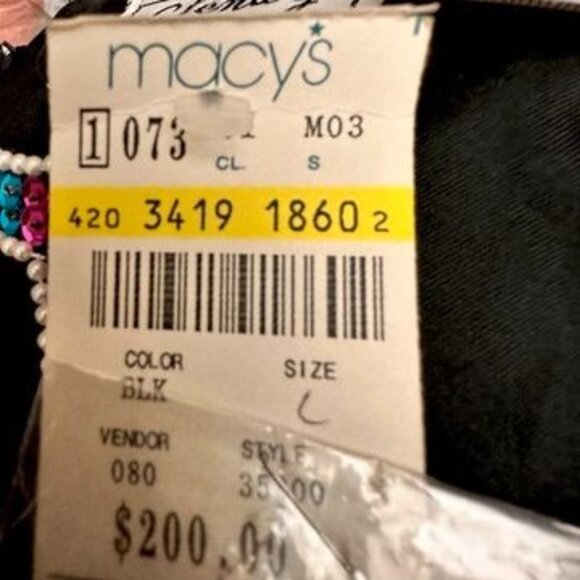 macy's
1 073 M03
CL. S
420 3419 1860 2
COLOR SIZE
BLK L
VENDOR STYLE
080
$200.00